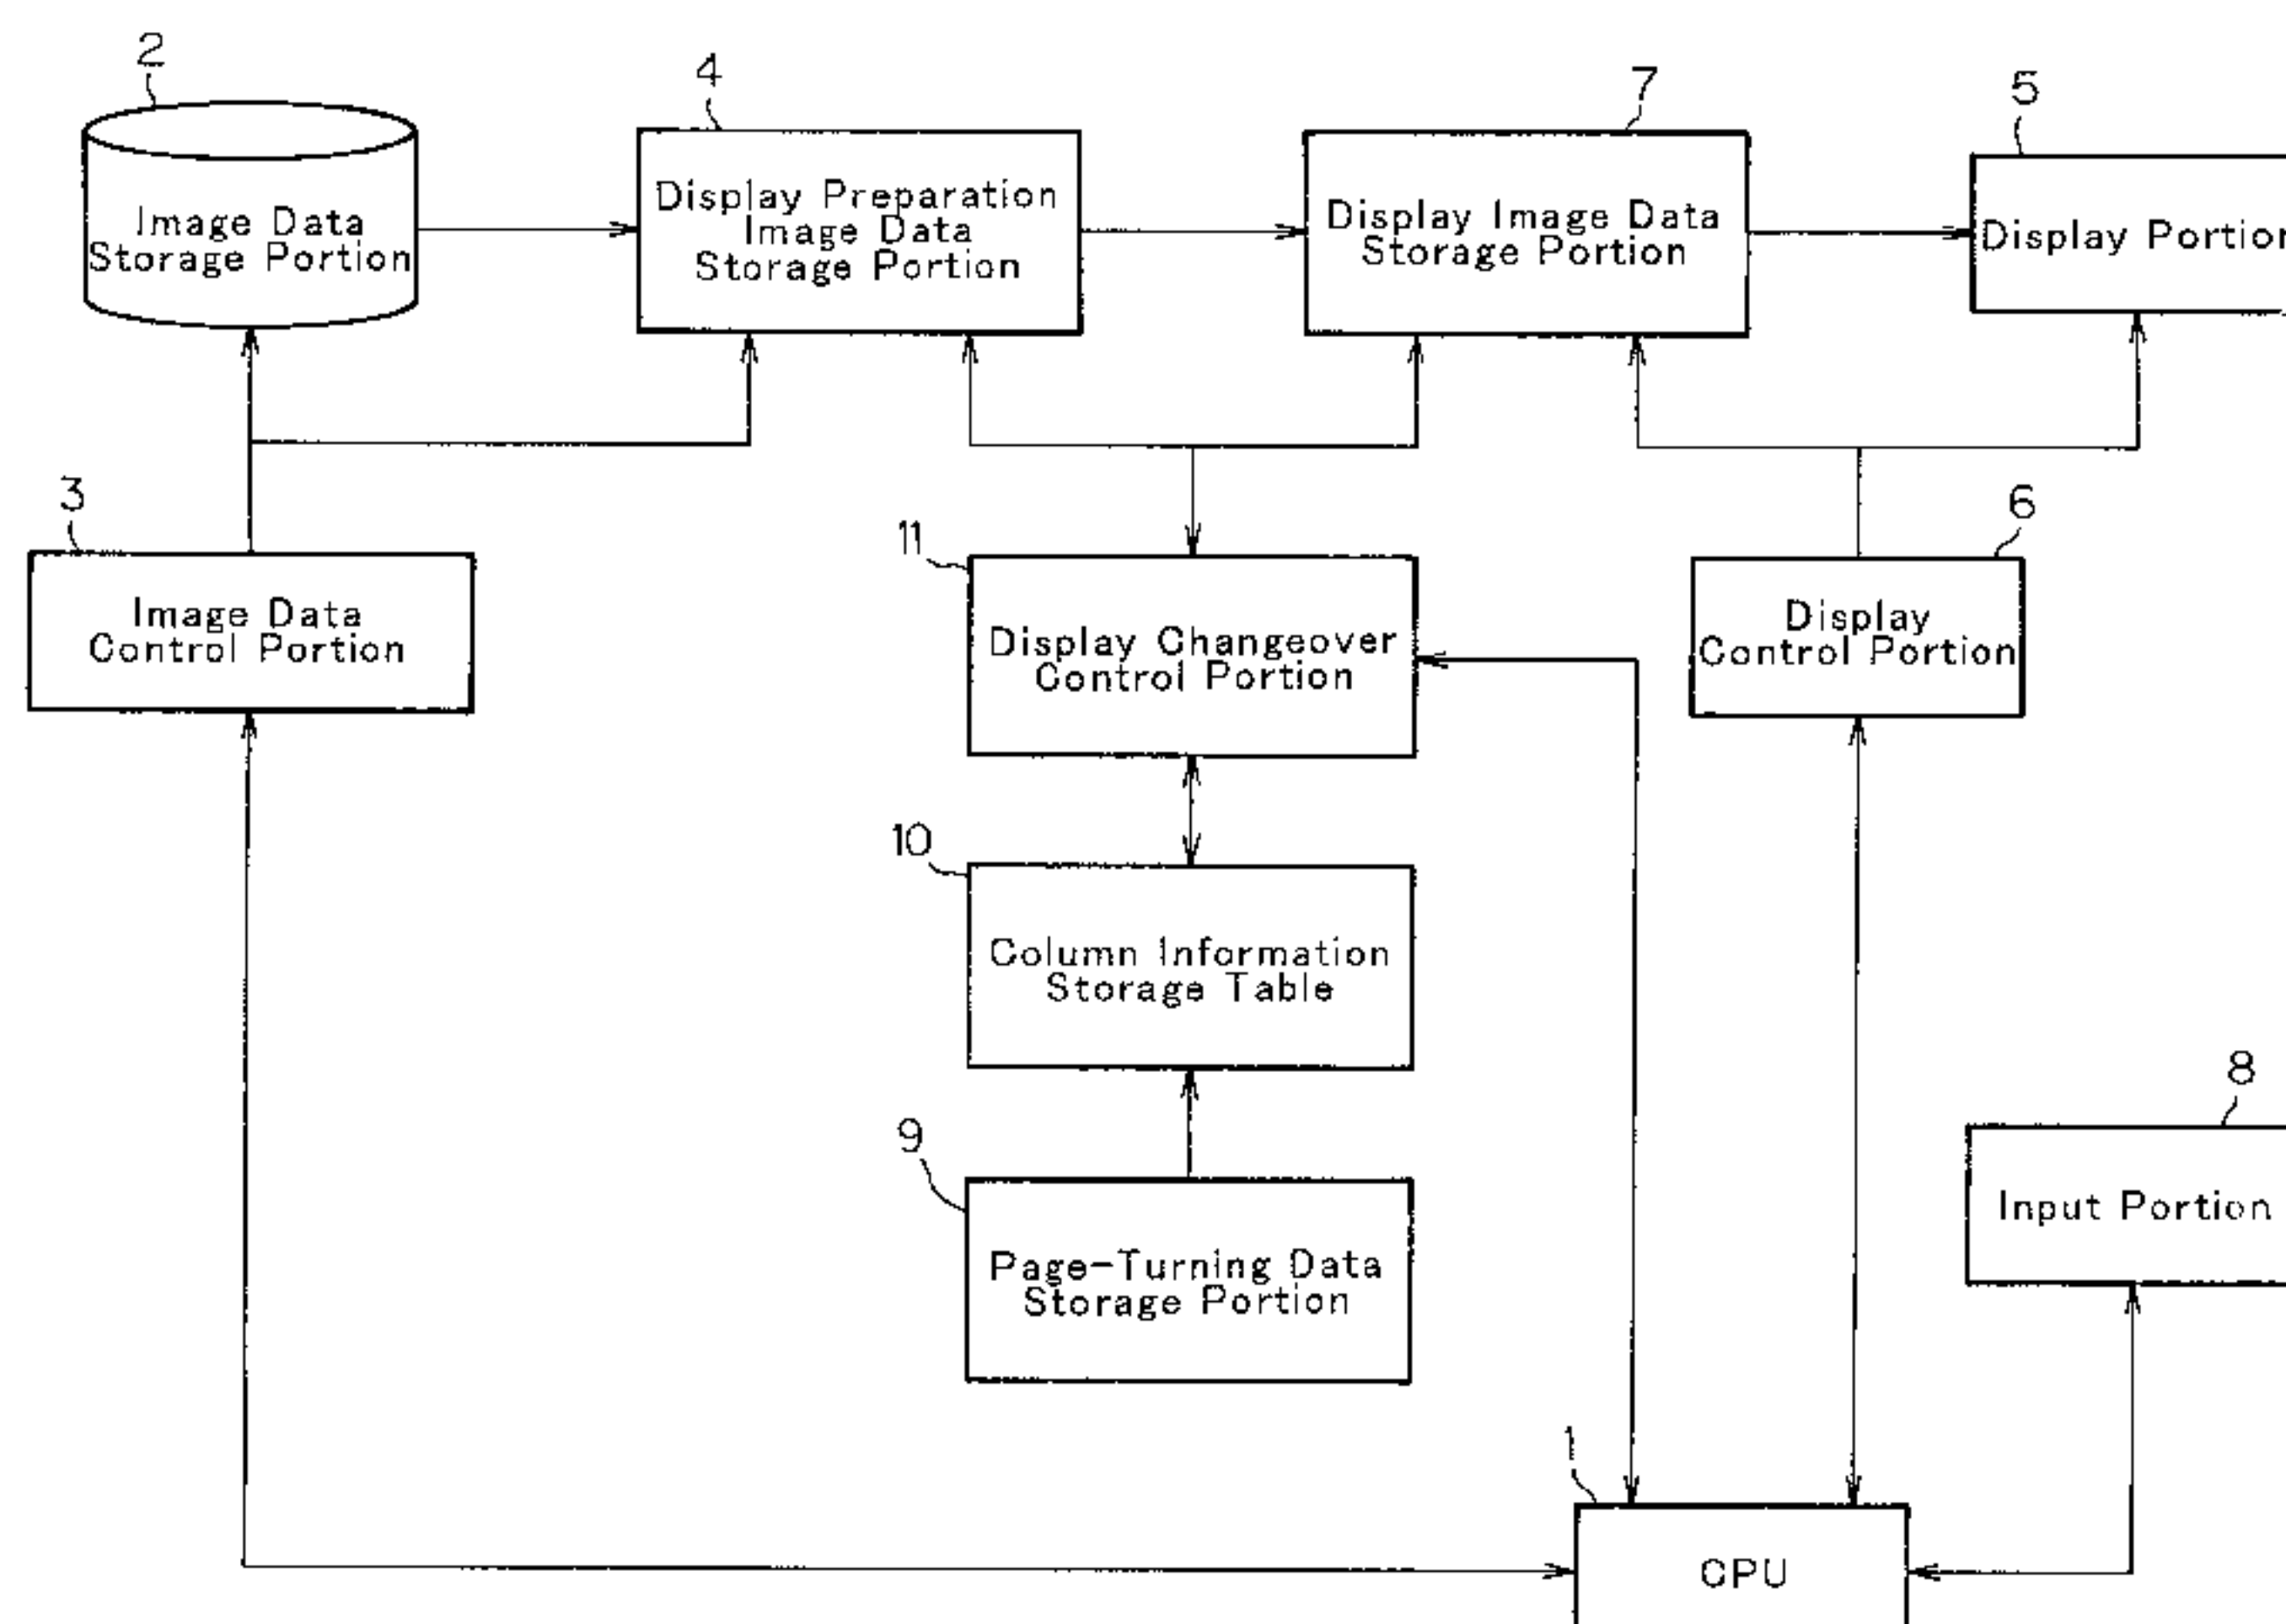 2
4
7
5
Image Data
Storage Portion
Display Preparation
Image Data
Storage Portion
Display Image Data
Storage Portion
Display Portion
3
11
6
Image Data
Control Portion
Display Changeover
Control Portion
Display
Control Portion
10
Column Information
Storage Table
8
9
Input Portion
Page-Turning Data
Storage Portion
1
CPU